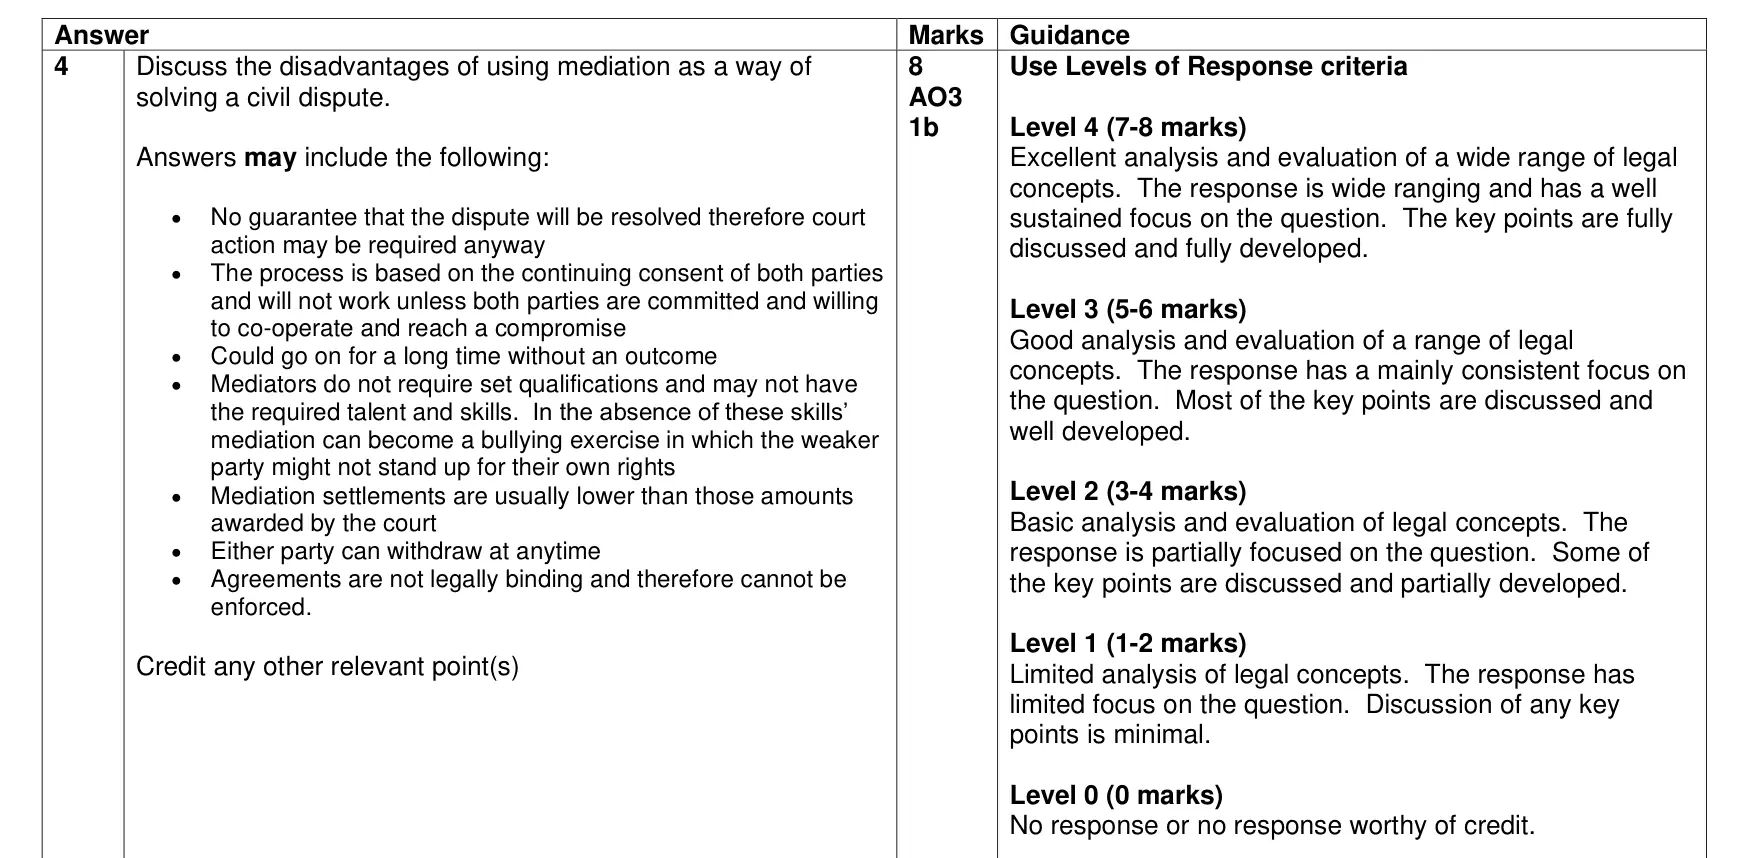 Answer Marks Guidance
4 Discuss the disadvantages of using mediation as a way of
solving a civil dispute.
Answers may include the following:
• No guarantee that the dispute will be resolved therefore court
action may be required anyway
• The process is based on the continuing consent of both parties
and will not work unless both parties are committed and willing
to co-operate and reach a compromise
• Could go on for a long time without an outcome
• Mediators do not require set qualifications and may not have
the required talent and skills.  In the absence of these skills’
mediation can become a bullying exercise in which the weaker
party might not stand up for their own rights
• Mediation settlements are usually lower than those amounts
awarded by the court
• Either party can withdraw at anytime
• Agreements are not legally binding and therefore cannot be
enforced.
Credit any other relevant point(s)
8
AO3
1b
Use Levels of Response criteria
Level 4 (7-8 marks)
Excellent analysis and evaluation of a wide range of legal
concepts.  The response is wide ranging and has a well
sustained focus on the question.  The key points are fully
discussed and fully developed.
Level 3 (5-6 marks)
Good analysis and evaluation of a range of legal
concepts.  The response has a mainly consistent focus on
the question.  Most of the key points are discussed and
well developed.
Level 2 (3-4 marks)
Basic analysis and evaluation of legal concepts.  The
response is partially focused on the question.  Some of
the key points are discussed and partially developed.
Level 1 (1-2 marks)
Limited analysis of legal concepts.  The response has
limited focus on the question.  Discussion of any key
points is minimal.
Level 0 (0 marks)
No response or no response worthy of credit.